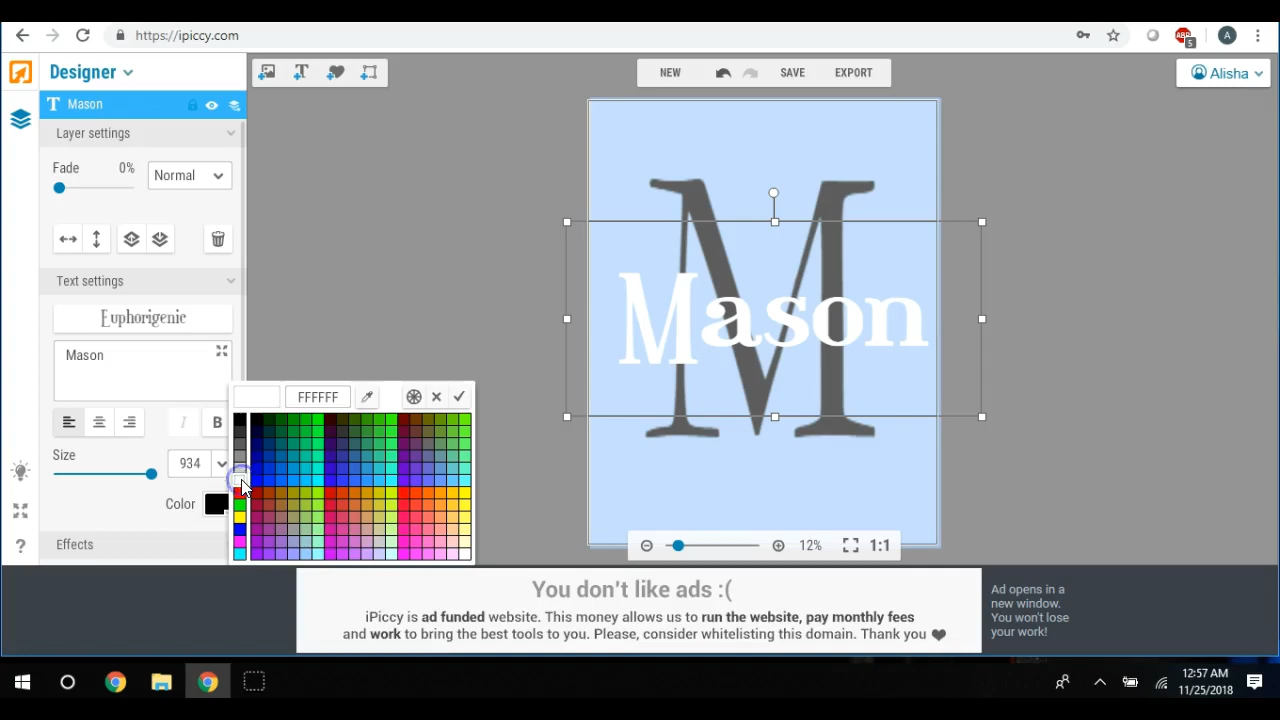 https://ipiccy.com
ABP
5
A
Designer
NEW
SAVE
EXPORT
Alisha
T Mason
Layer settings
Fade
0%
Normal
Text settings
Euphorigenic
Mason
I
B
Size
934
Color
Effects
FFFFFF
M
Mason
12%
1:1
?
You don't like ads :(
iPiccy is ad funded website. This money allows us to run the website, pay monthly fees
and work to bring the best tools to you. Please, consider whitelisting this domain. Thank you
Ad opens in a
new window.
You won't lose
your work!
12:57 AM
11/25/2018